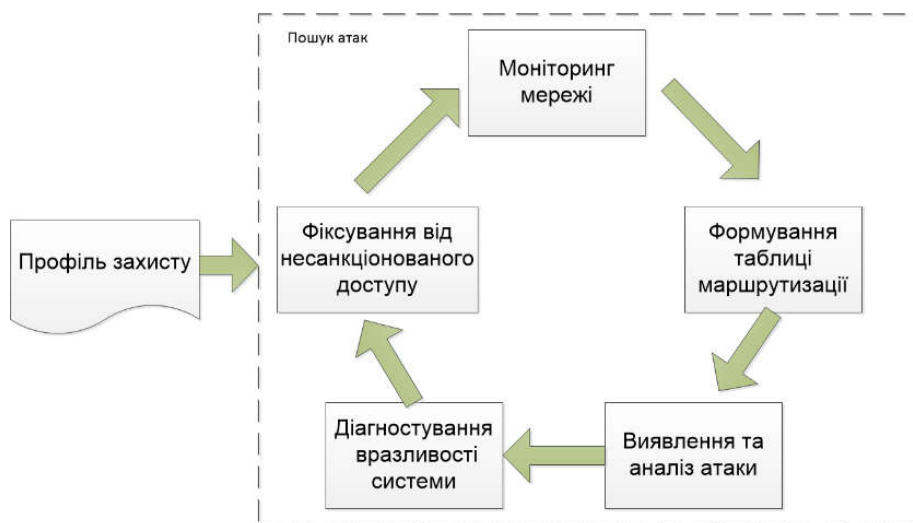 Пошук атак
Моніторинг
мережі
Профіль захисту
Фіксування від
несанкціонованого
доступу
Формування
таблиці
маршрутизації
Діагностування
вразливості
системи
Виявлення та
аналіз атаки